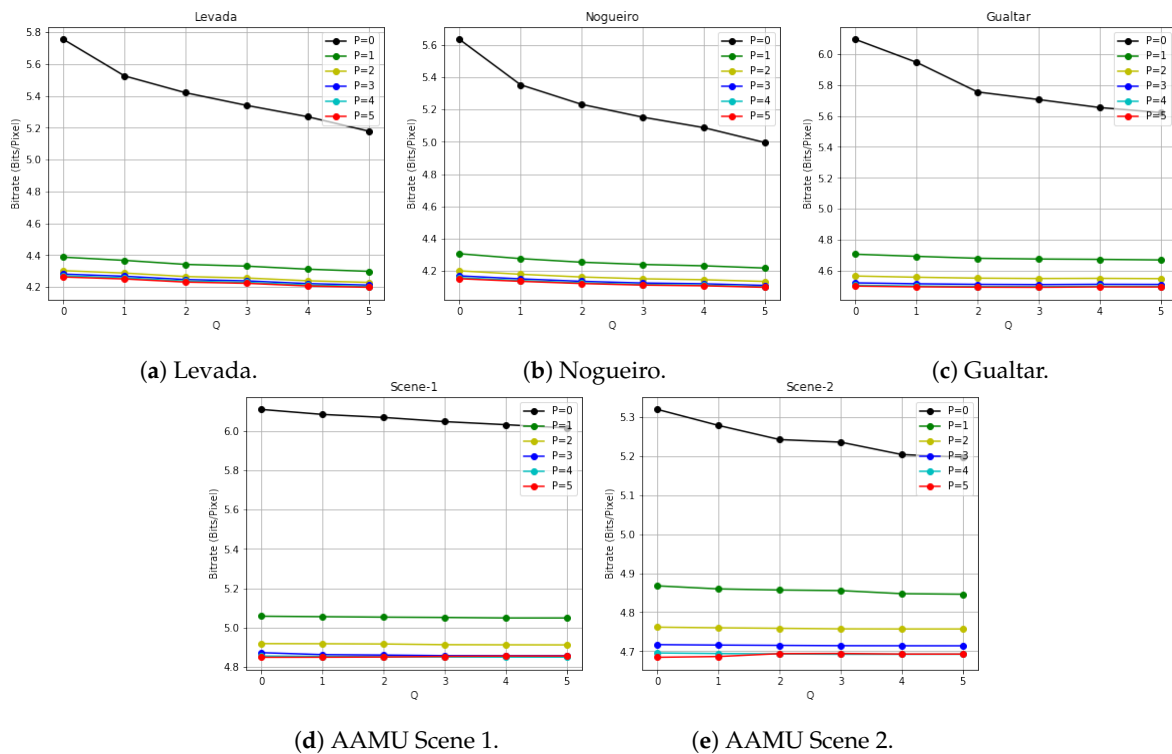 Levada
Bitrate (Bits/Pixel)
5.8
5.6
5.4
5.2
5.0
4.8
4.6
4.4
4.2
0 1 2 3 4 5
Q
P=0
P=1
P=2
P=3
P=4
P=5
(a) Levada.
Nogueiro
Bitrate (Bits/Pixel)
5.6
5.4
5.2
5.0
4.8
4.6
4.4
4.2
0 1 2 3 4 5
Q
P=0
P=1
P=2
P=3
P=4
P=5
(b) Nogueiro.
Gualtar
Bitrate (Bits/Pixel)
6.0
5.8
5.6
5.4
5.2
5.0
4.8
4.6
0 1 2 3 4 5
Q
P=0
P=1
P=2
P=3
P=4
P=5
(c) Gualtar.
Scene-1
Bitrate (Bits/Pixel)
6.0
5.8
5.6
5.4
5.2
5.0
4.8
0 1 2 3 4 5
Q
P=0
P=1
P=2
P=3
P=4
P=5
(d) AAMU Scene 1.
Scene-2
Bitrate (Bits/Pixel)
5.3
5.2
5.1
5.0
4.9
4.8
4.7
0 1 2 3 4 5
Q
P=0
P=1
P=2
P=3
P=4
P=5
(e) AAMU Scene 2.